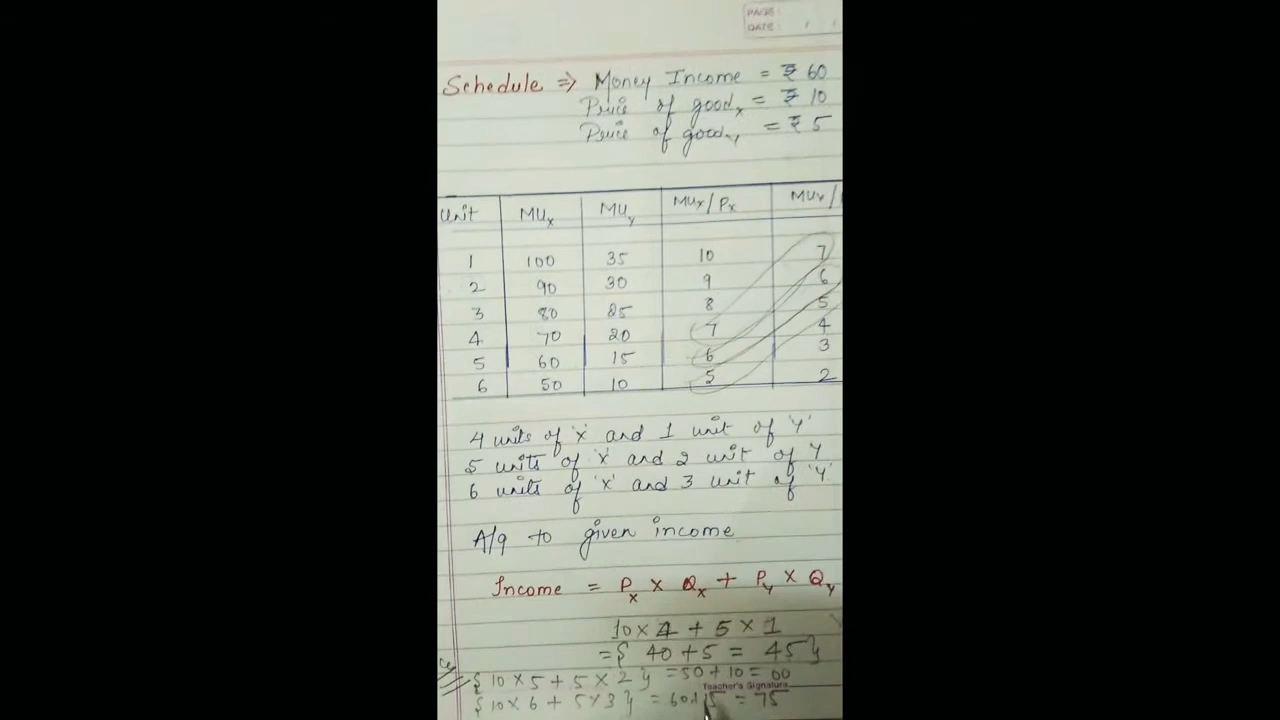 PAGE:
DATE: / /
Schedule ⇒ Money Income = ₹ 60
Price of good x = ₹ 10
Price of good y = ₹ 5
Unit MUx MUy MUx/Px MUy/
1 100 35 10 7
2 90 30 9 6
3 80 25 8 5
4 70 20 7 4
5 60 15 6 3
6 50 10 5 2
4 units of 'x' and 1 unit of 'Y'
5 units of 'x' and 2 unit of Y
6 units of 'x' and 3 unit of 'Y'
A/q to given income
Income = Px X Qx + Py X Qy
10 × 4 + 5 × 1
= { 40 + 5 = 45 }
{ 10 × 5 + 5 × 2 } = 50 + 10 = 60
Teacher's Signature
{ 10 × 6 + 5 × 3 } = 60 + 15 = 75